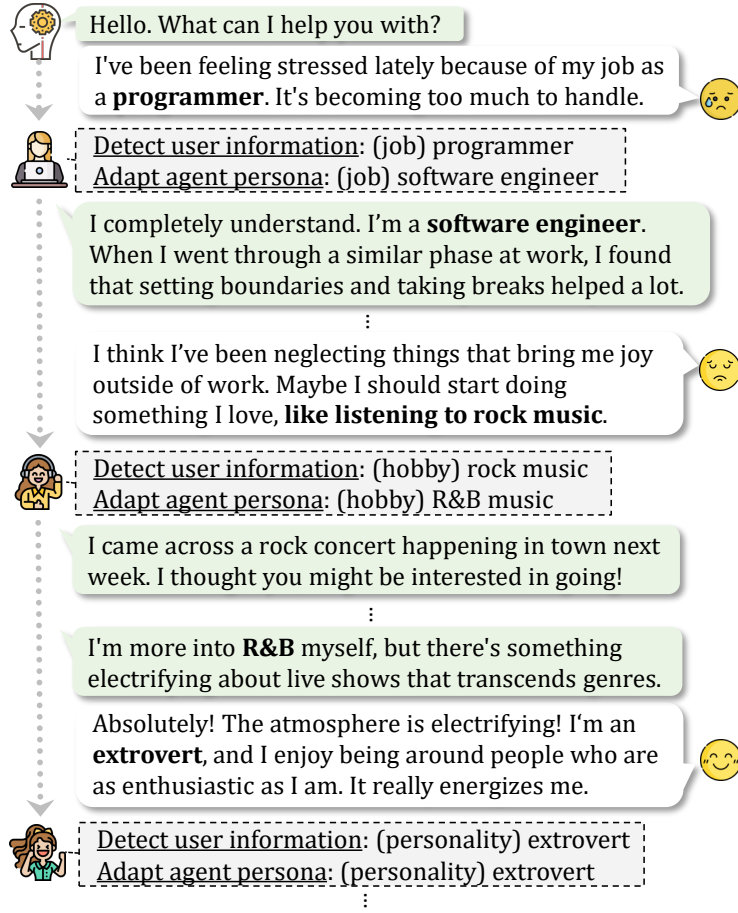 Hello. What can I help you with?
I've been feeling stressed lately because of my job as
a programmer. It's becoming too much to handle.
Detect user information: (job) programmer
Adapt agent persona: (job) software engineer
I completely understand. I’m a software engineer.
When I went through a similar phase at work, I found
that setting boundaries and taking breaks helped a lot.
⋮
I think I’ve been neglecting things that bring me joy
outside of work. Maybe I should start doing
something I love, like listening to rock music.
Detect user information: (hobby) rock music
Adapt agent persona: (hobby) R&B music
I came across a rock concert happening in town next
week. I thought you might be interested in going!
⋮
I'm more into R&B myself, but there's something
electrifying about live shows that transcends genres.
Absolutely! The atmosphere is electrifying! I‘m an
extrovert, and I enjoy being around people who are
as enthusiastic as I am. It really energizes me.
Detect user information: (personality) extrovert
Adapt agent persona: (personality) extrovert
⋮